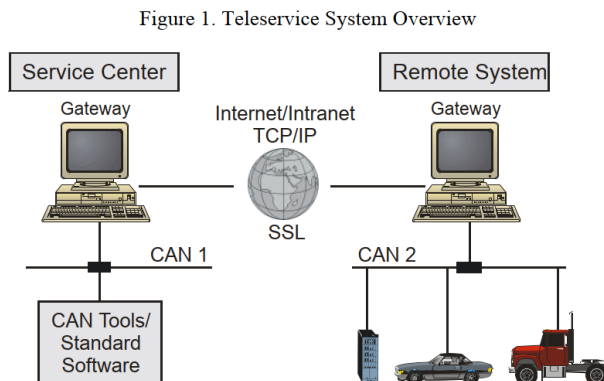 Figure 1. Teleservice System Overview
Service Center
Remote System
Gateway
Internet/Intranet
TCP/IP
Gateway
SSL
CAN 1
CAN 2
CAN Tools/
Standard
Software